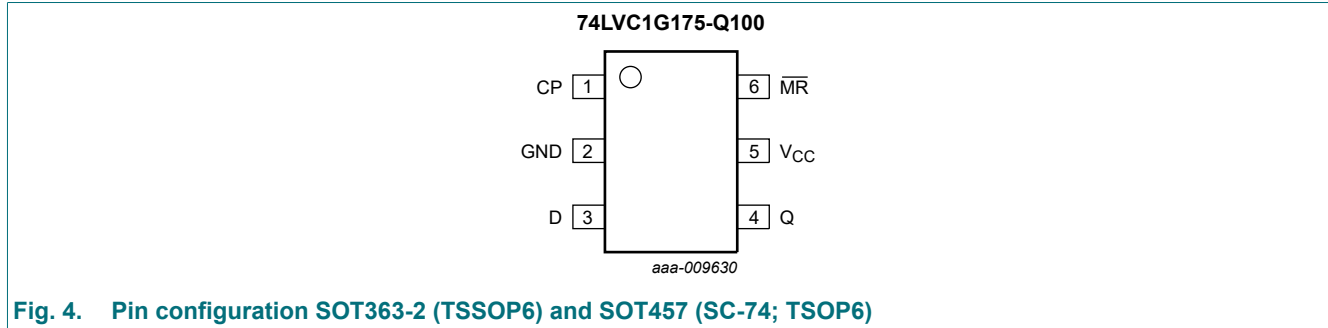 74LVC1G175-Q100
CP 1 6 M̅R̅
GND 2 5 VCC
D 3 4 Q
aaa-009630
Fig. 4. Pin configuration SOT363-2 (TSSOP6) and SOT457 (SC-74; TSOP6)